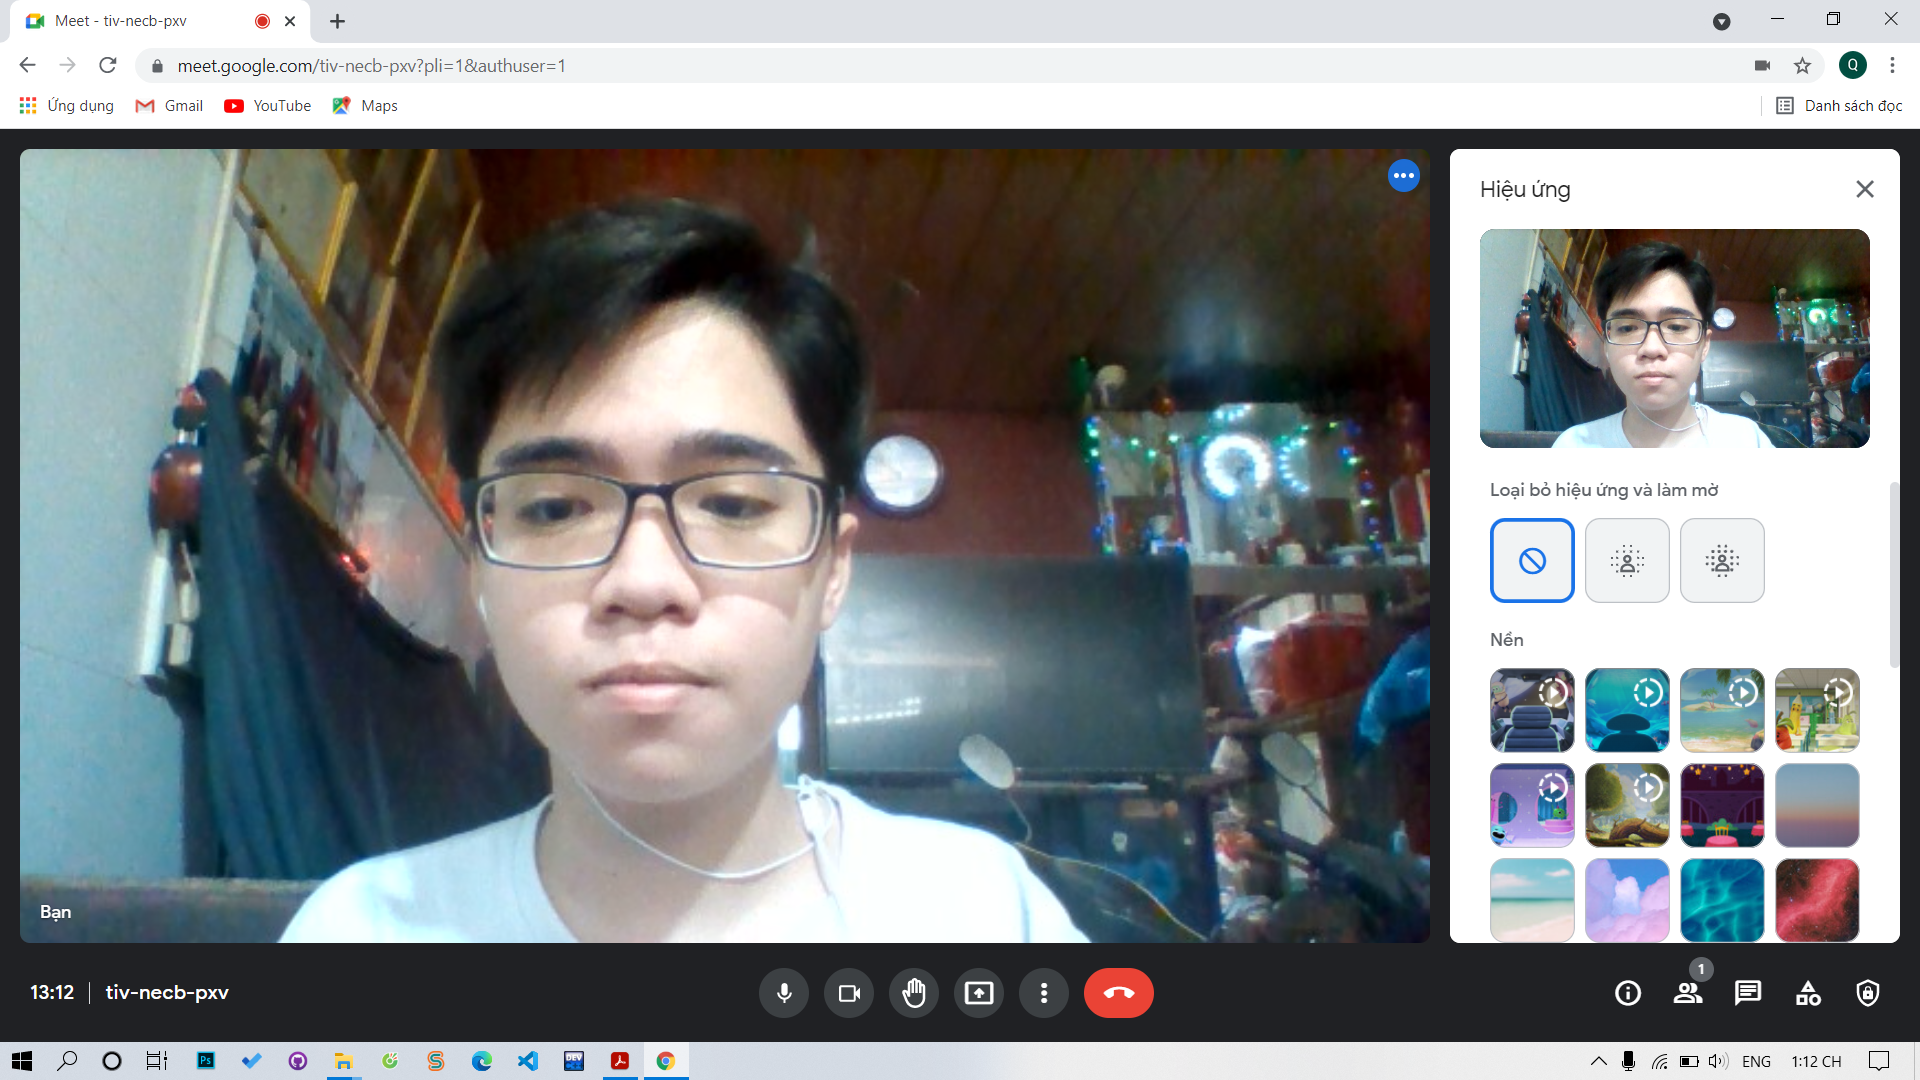 Meet - tiv-necb-pxv
meet.google.com/tiv-necb-pxv?pli=1&authuser=1
Q
Ứng dụng
Gmail
YouTube
Maps
Danh sách đọc
Hiệu ứng
Loại bỏ hiệu ứng và làm mờ
Nền
Bạn
13:12
tiv-necb-pxv
1
Ps
DEV
ENG
1:12 CH